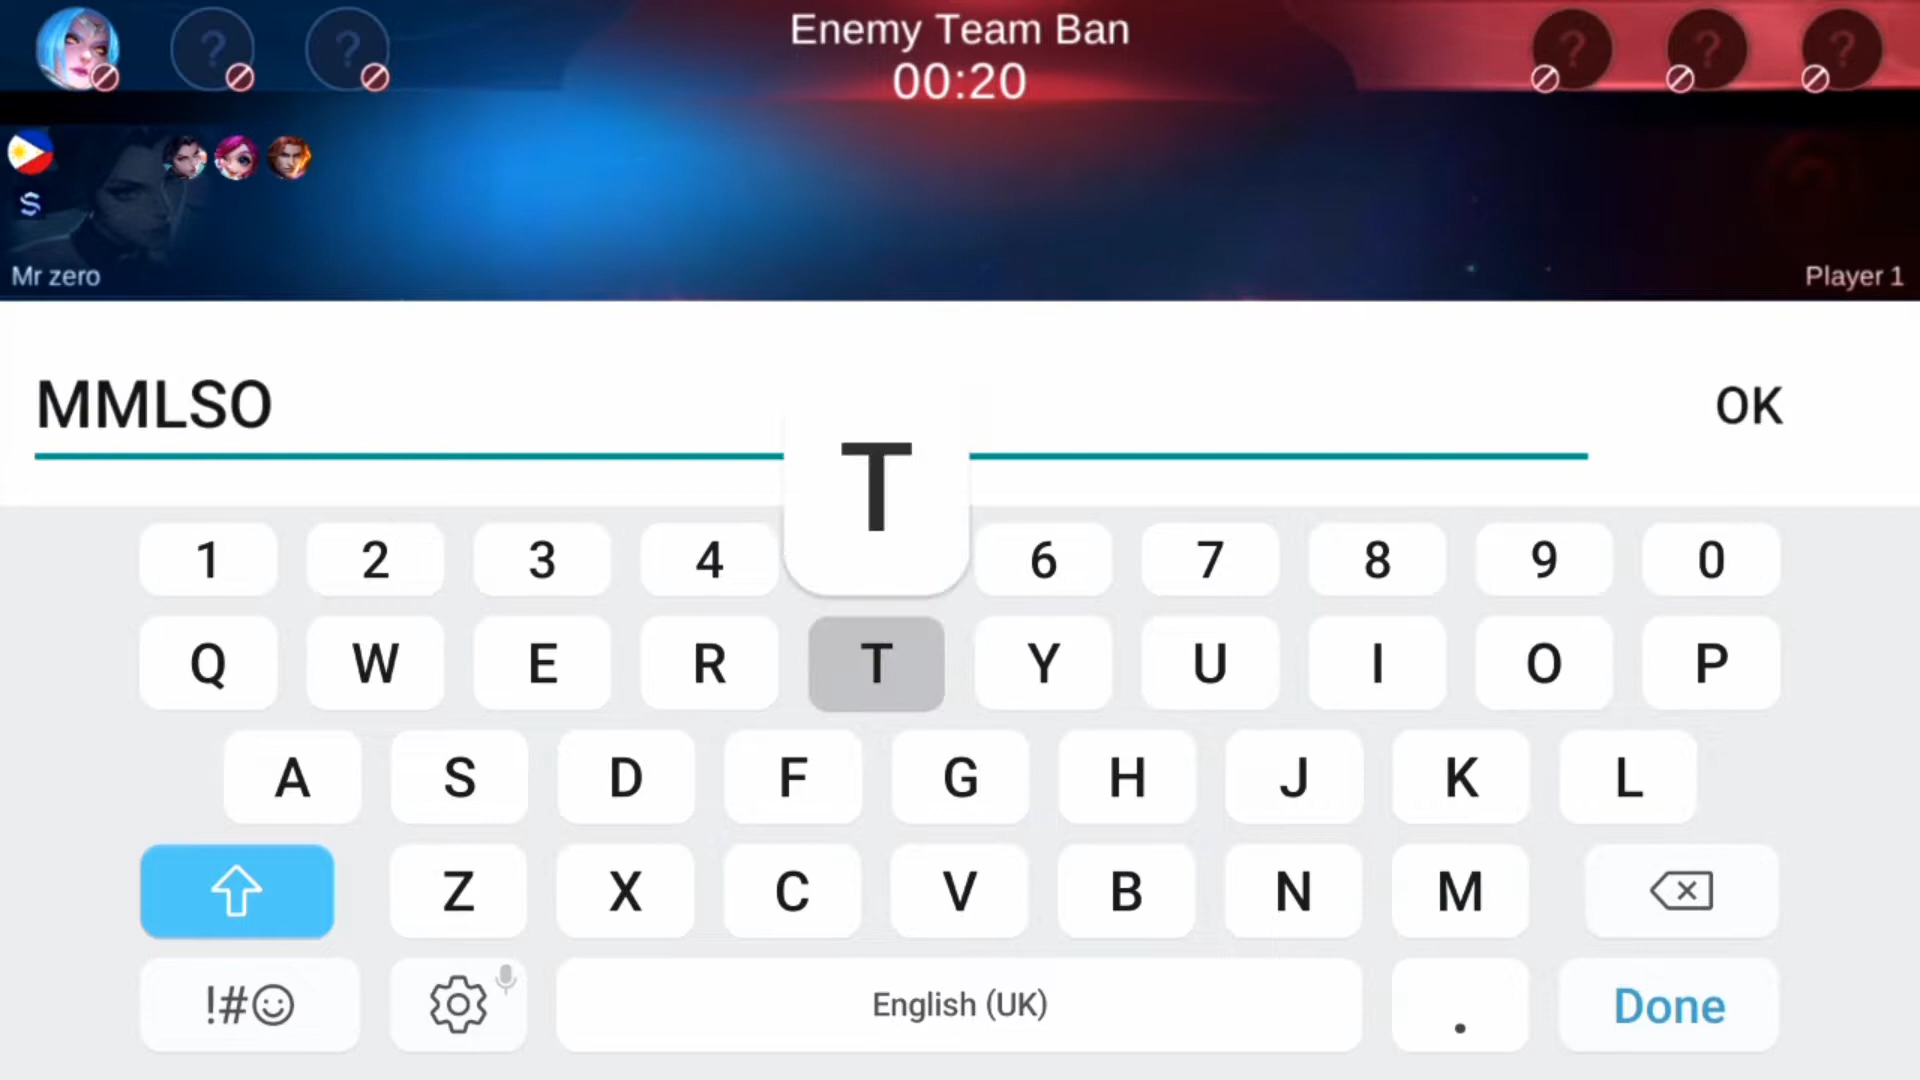 Enemy Team Ban
00:20
Mr zero
Player 1
MMLSO
OK
T
1 2 3 4 6 7 8 9 0
Q W E R T Y U I O P
A S D F G H J K L
Z X C V B N M
!#☺ English (UK) . Done